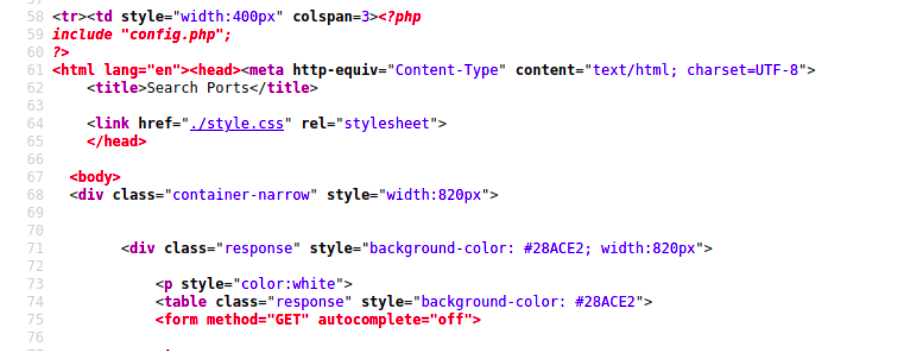 58 <tr><td style="width:400px" colspan=3><?php
59 include "config.php";
60 ?>
61 <html lang="en"><head><meta http-equiv="Content-Type" content="text/html; charset=UTF-8">
62 <title>Search Ports</title>
63
64 <link href="./style.css" rel="stylesheet">
65 </head>
66
67 <body>
68 <div class="container-narrow" style="width:820px">
69
70
71 <div class="response" style="background-color: #28ACE2; width:820px">
72
73 <p style="color:white">
74 <table class="response" style="background-color: #28ACE2">
75 <form method="GET" autocomplete="off">
76